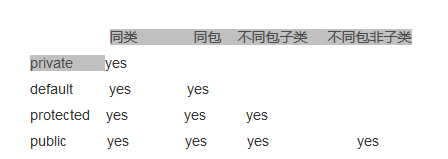 同类 同包 不同包子类 不同包非子类
private yes
default yes yes
protected yes yes yes
public yes yes yes yes